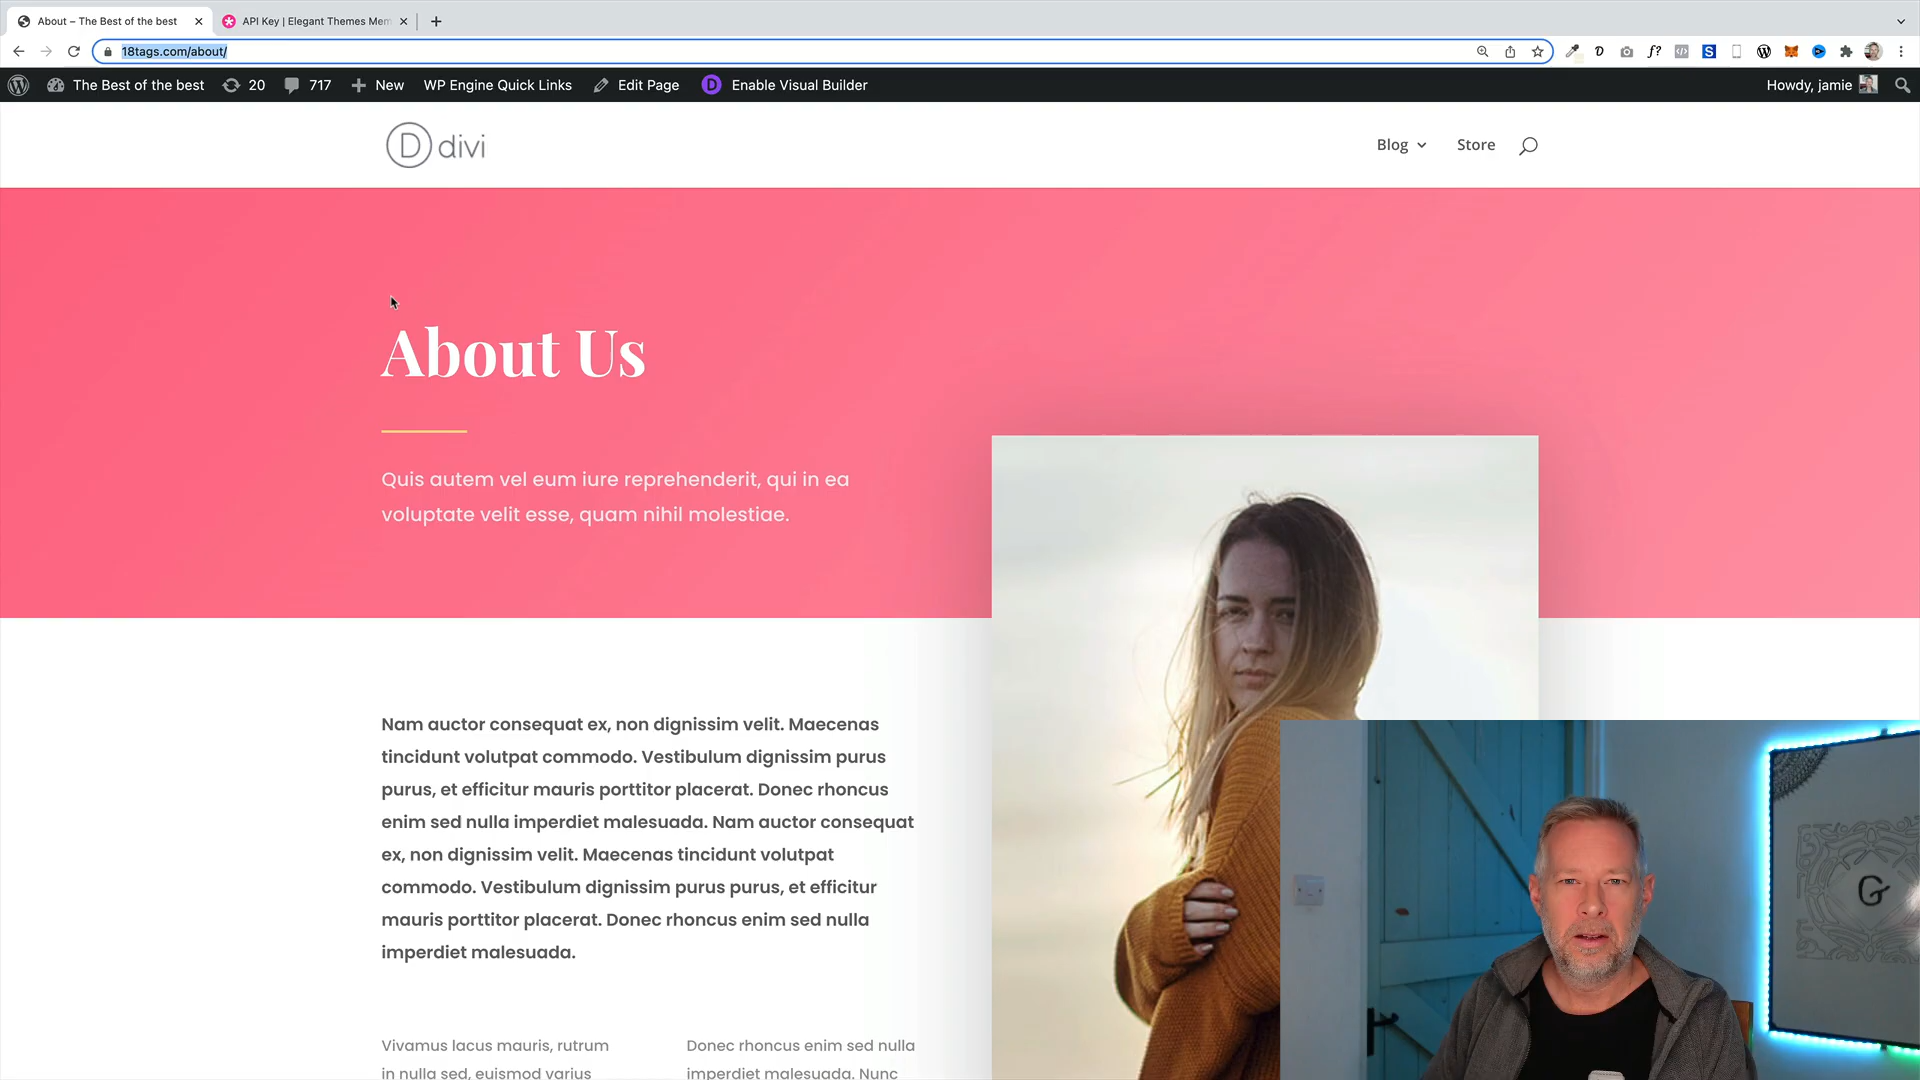 About – The Best of the best
API Key | Elegant Themes Mem
18tags.com/about/
The Best of the best
20
717
New
WP Engine Quick Links
Edit Page
Enable Visual Builder
Howdy, jamie
D divi
Blog
Store
About Us
Quis autem vel eum iure reprehenderit, qui in ea
voluptate velit esse, quam nihil molestiae.
Nam auctor consequat ex, non dignissim velit. Maecenas
tincidunt volutpat commodo. Vestibulum dignissim purus
purus, et efficitur mauris porttitor placerat. Donec rhoncus
enim sed nulla imperdiet malesuada. Nam auctor consequat
ex, non dignissim velit. Maecenas tincidunt volutpat
commodo. Vestibulum dignissim purus purus, et efficitur
mauris porttitor placerat. Donec rhoncus enim sed nulla
imperdiet malesuada.
Vivamus lacus mauris, rutrum
in nulla sed, euismod varius
Donec rhoncus enim sed nulla
imperdiet malesuada. Nunc
G